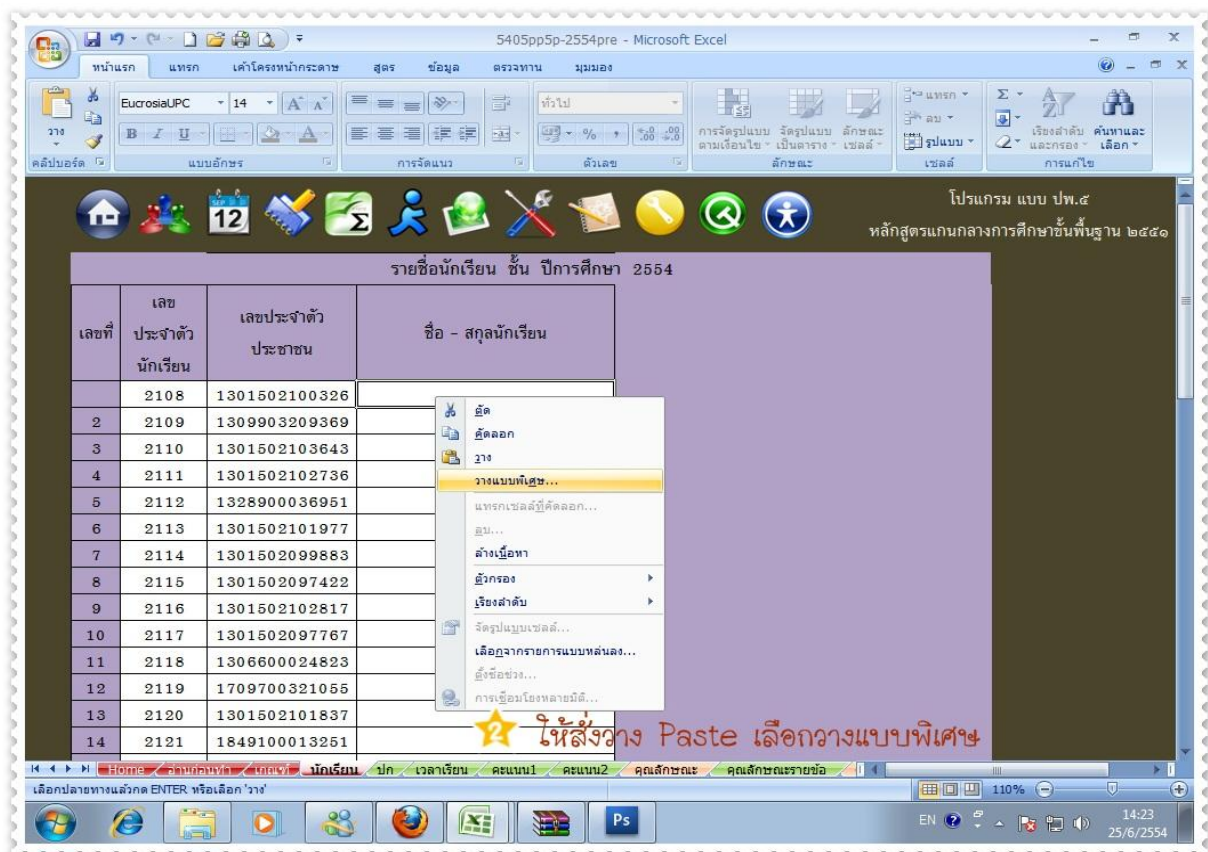 5405pp5p-2554pre - Microsoft Excel
หน้าแรก แทรก เค้าโครงหน้ากระดาษ สูตร ข้อมูล ตรวจทาน มุมมอง
EucrosiaUPC 14 ทั่วไป
วาง
B I U
การจัดรูปแบบตามเงื่อนไข จัดรูปแบบเป็นตาราง ลักษณะเซลล์
แทรก ลบ รูปแบบ
เรียงลำดับและกรอง ค้นหาและเลือก
คลิปบอร์ด แบบอักษร การจัดแนว ตัวเลข ลักษณะ เซลล์ การแก้ไข
12
โปรแกรม แบบ ปพ.๕
หลักสูตรแกนกลางการศึกษาขั้นพื้นฐาน ๒๕๕๑
รายชื่อนักเรียน ชั้น ปีการศึกษา 2554
เลขที่ เลขประจำตัวนักเรียน เลขประจำตัวประชาชน ชื่อ - สกุลนักเรียน
2108 1301502100326
2 2109 1309903209369
3 2110 1301502103643
4 2111 1301502102736
5 2112 1328900036951
6 2113 1301502101977
7 2114 1301502099883
8 2115 1301502097422
9 2116 1301502102817
10 2117 1301502097767
11 2118 1306600024823
12 2119 1709700321055
13 2120 1301502101837
14 2121 1849100013251
ตัด
คัดลอก
วาง
วางแบบพิเศษ...
แทรกเซลล์ที่คัดลอก...
ลบ...
ล้างเนื้อหา
ตัวกรอง
เรียงลำดับ
จัดรูปแบบเซลล์...
เลือกจากรายการแบบหล่นลง...
ตั้งชื่อช่วง...
การเชื่อมโยงหลายมิติ...
2 ให้สั่งวาง Paste เลือกวางแบบพิเศษ
Home อ่านก่อนทำ เกณฑ์ นักเรียน ปก เวลาเรียน คะแนน1 คะแนน2 คุณลักษณะ คุณลักษณะรายข้อ
เลือกปลายทางแล้วกด ENTER หรือเลือก 'วาง' 110%
Ps EN 14:23
25/6/2554